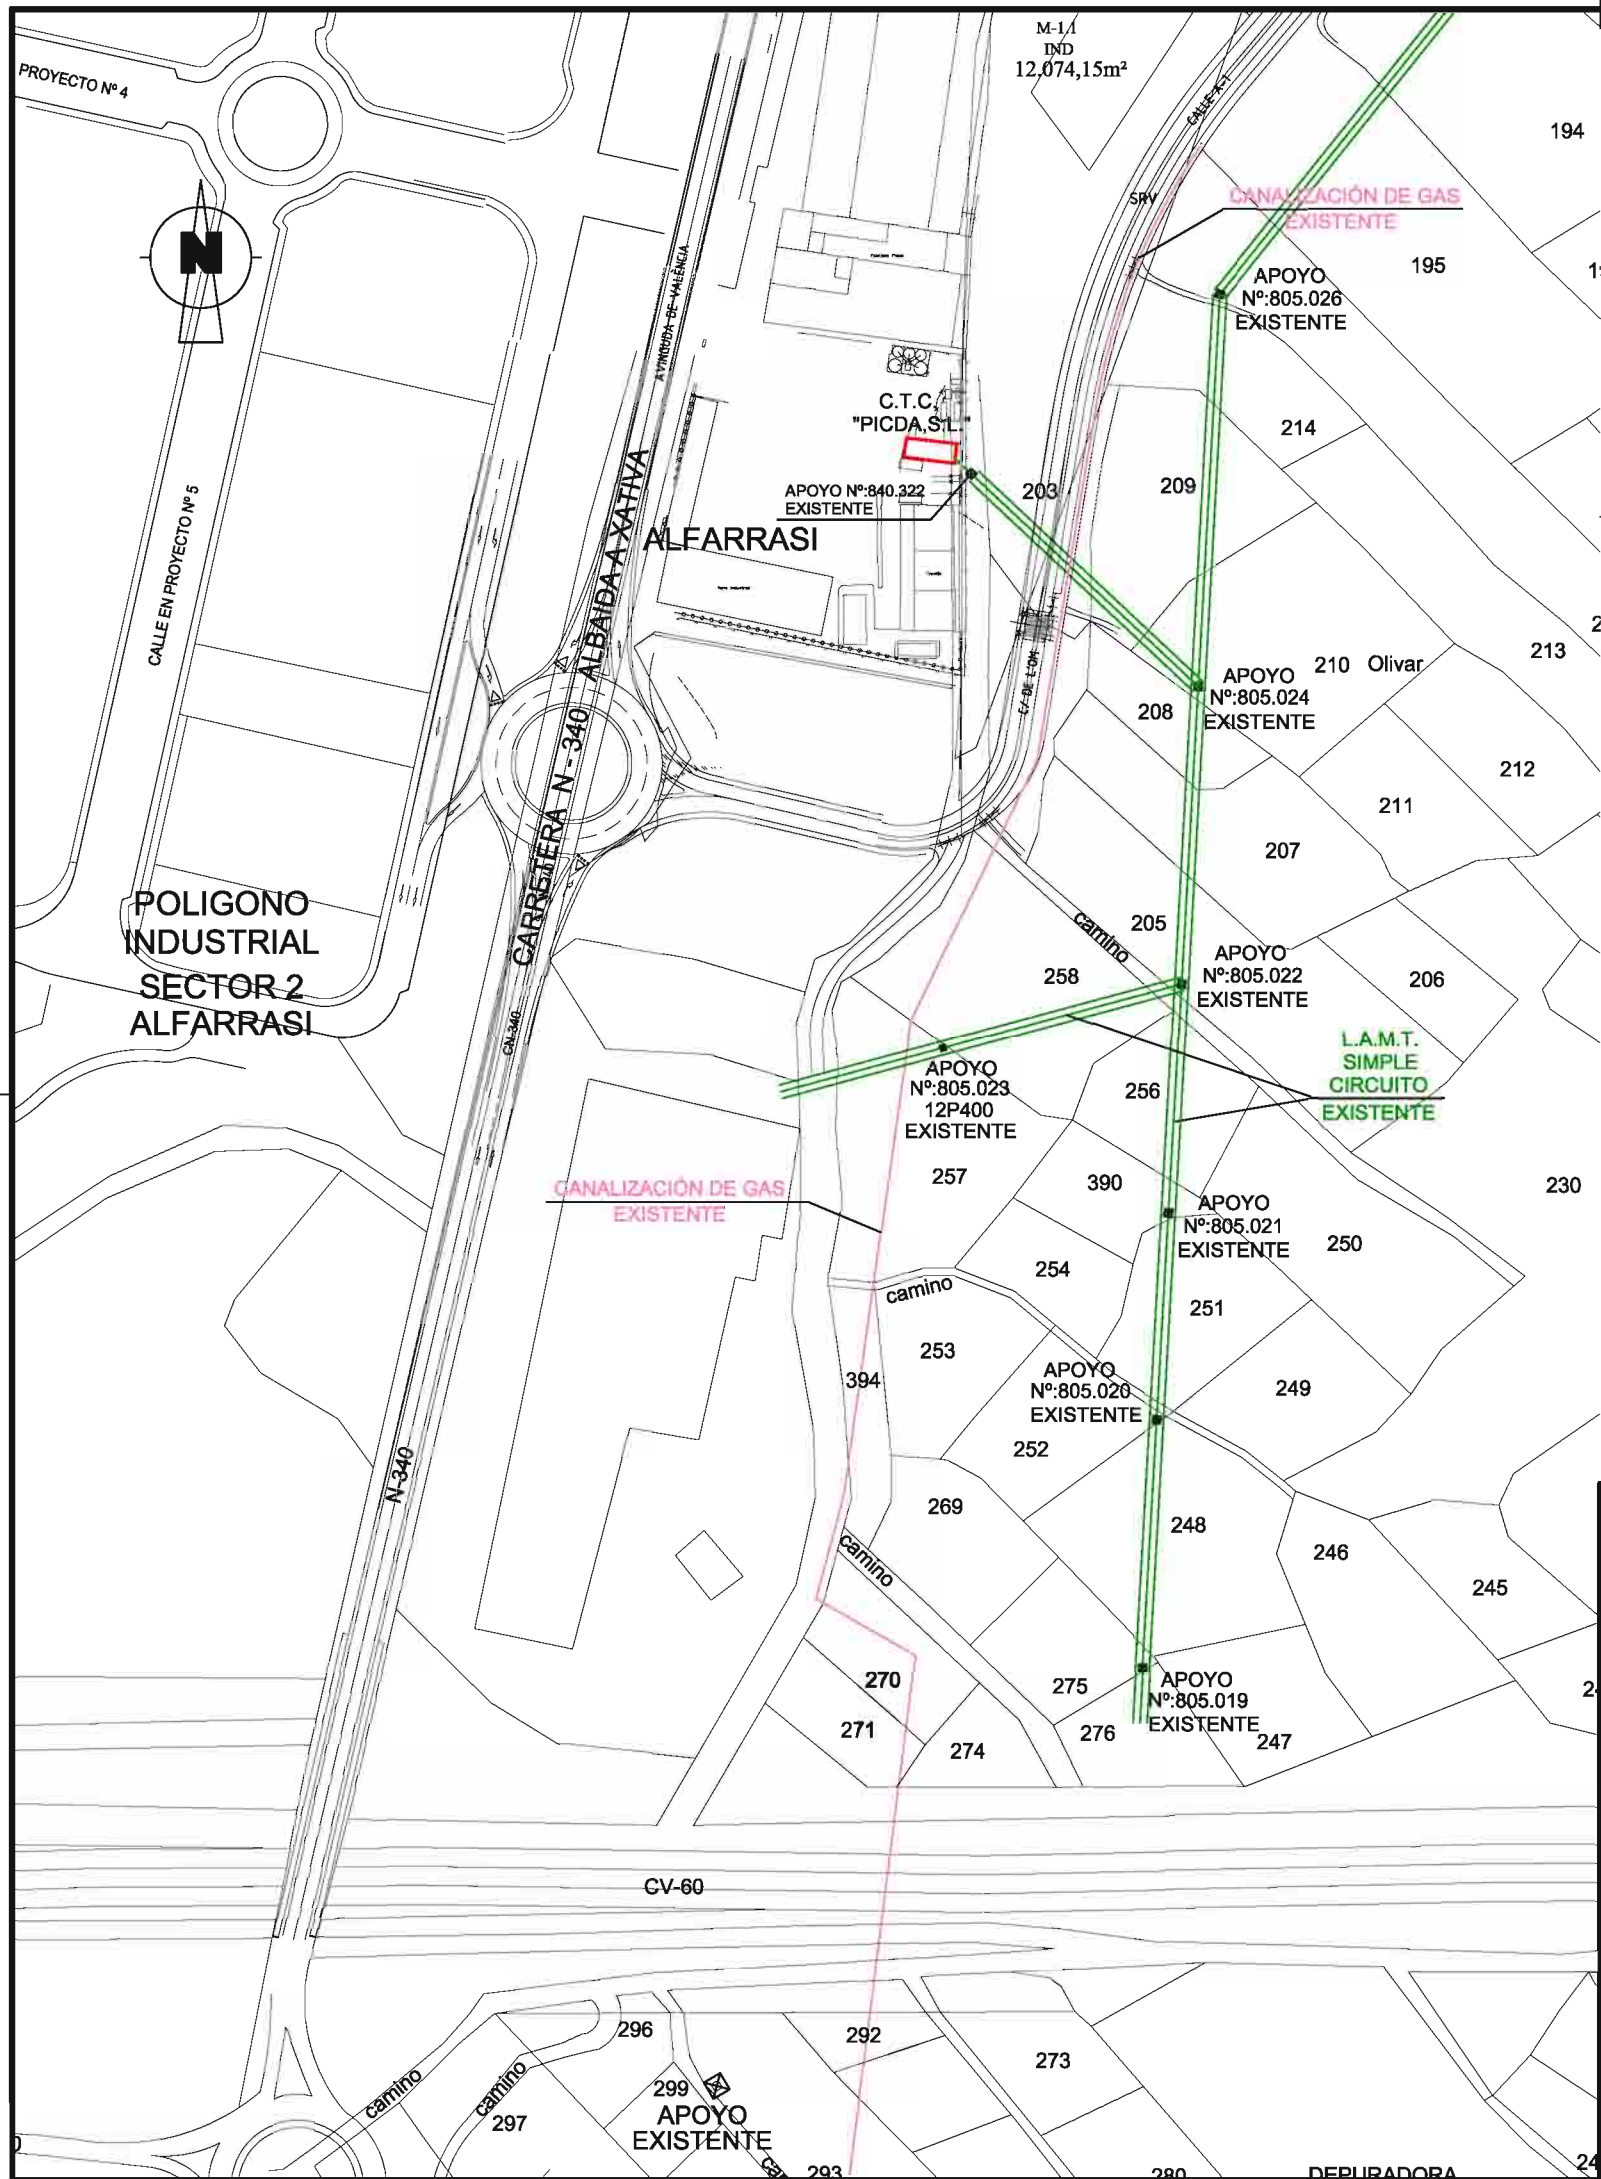 M-1.1
IND
12.074,15m²
PROYECTO Nº 4
CALLE A-1
194
SRV
CANALIZACIÓN DE GAS
EXISTENTE
N
195
APOYO
Nº:805.026
EXISTENTE
AVINGUDA DE VALÈNCIA
C.T.C.
"PICDA,S.L.
214
APOYO Nº:840.322
EXISTENTE
203
209
ALFARRASI
CALLE EN PROYECTO Nº 5
CARRETERA N - 340 ALBAIDA A XATIVA
C/ DE L'OM
213
210 Olivar
APOYO
Nº:805.024
EXISTENTE
208
212
211
207
POLIGONO
INDUSTRIAL
SECTOR 2
ALFARRASI
205
camino
258
APOYO
Nº:805.022
EXISTENTE
206
CN-340
L.A.M.T.
SIMPLE
CIRCUITO
EXISTENTE
APOYO
Nº:805.023
12P400
EXISTENTE
256
257
390
230
CANALIZACIÓN DE GAS
EXISTENTE
APOYO
Nº:805.021
EXISTENTE
250
254
camino
251
253
394
APOYO
Nº:805.020
EXISTENTE
249
252
N-340
269
248
246
camino
245
270
275
APOYO
Nº:805.019
EXISTENTE
271
274
276
247
CV-60
296
292
273
camino
camino
299
297
APOYO
EXISTENTE
293
280
DEPURADORA